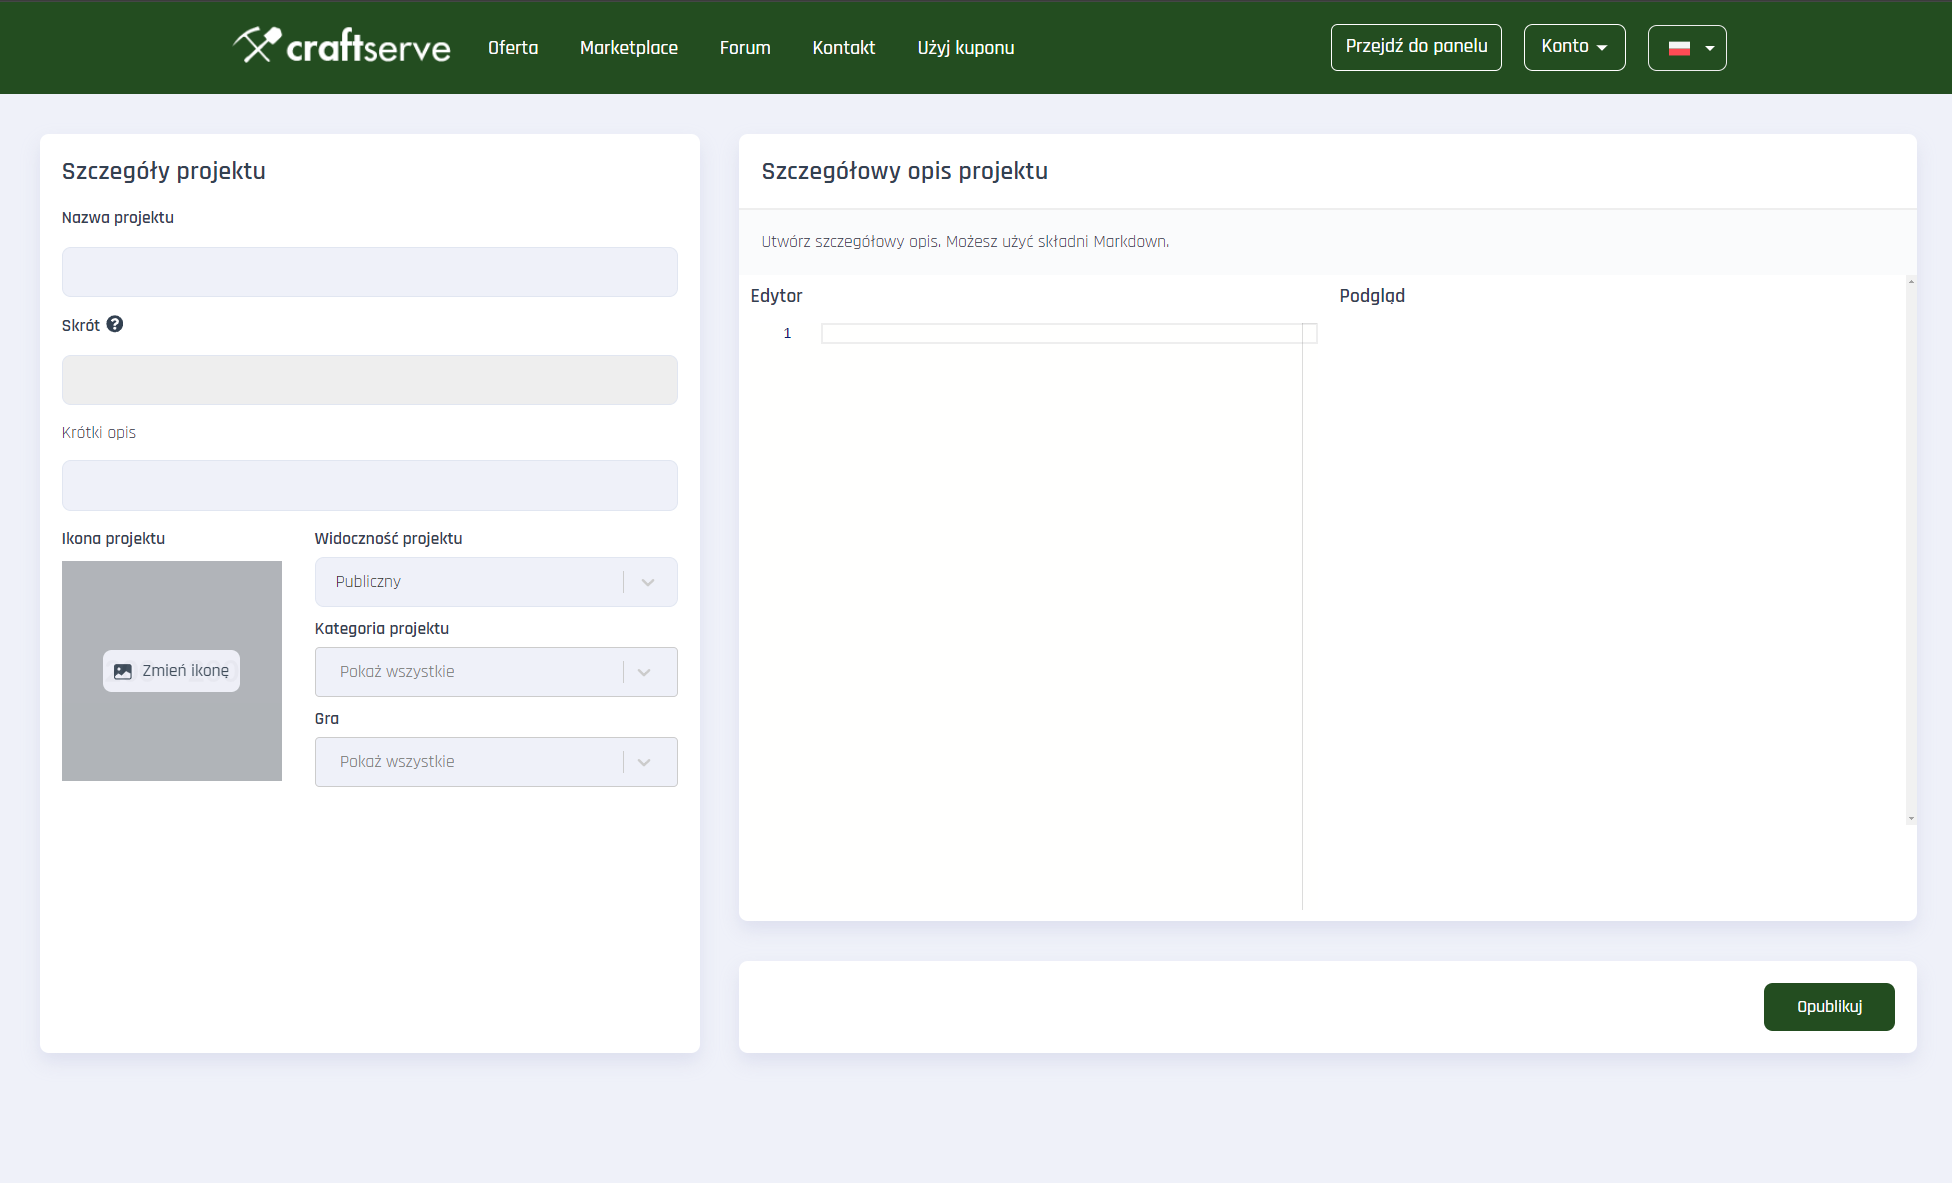 craftserve Oferta Marketplace Forum Kontakt Użyj kuponu Przejdź do panelu Konto
Szczegóły projektu
Nazwa projektu
Skrót ?
Krótki opis
Ikona projektu
Zmień ikonę
Widoczność projektu
Publiczny
Kategoria projektu
Pokaż wszystkie
Gra
Pokaż wszystkie
Szczegółowy opis projektu
Utwórz szczegółowy opis. Możesz użyć składni Markdown.
Edytor
1
Podgląd
Opublikuj